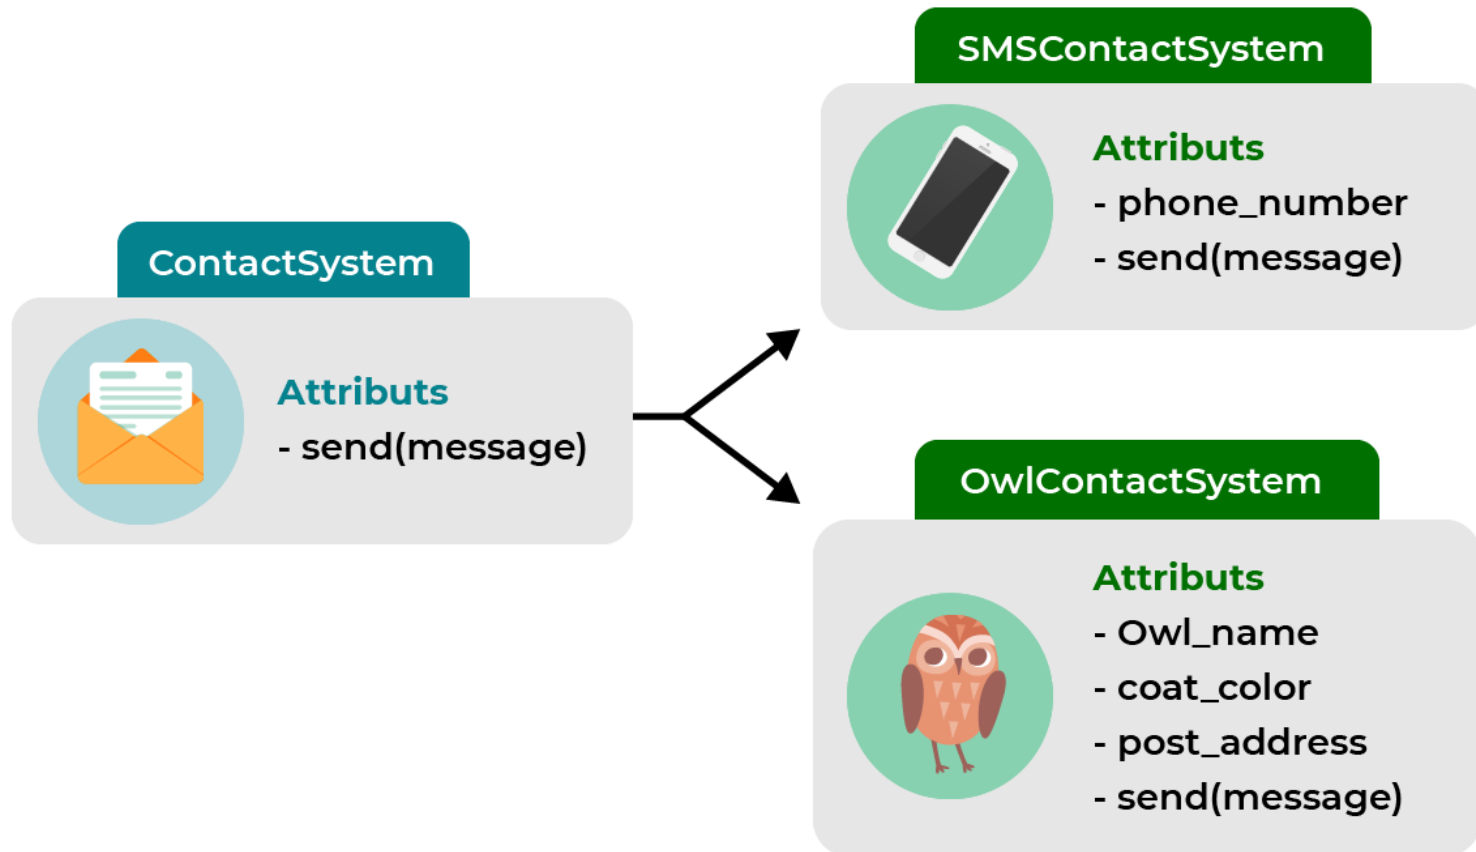 ContactSystem
Attributs
- send(message)
SMSContactSystem
Attributs
- phone_number
- send(message)
OwlContactSystem
Attributs
- Owl_name
- coat_color
- post_address
- send(message)